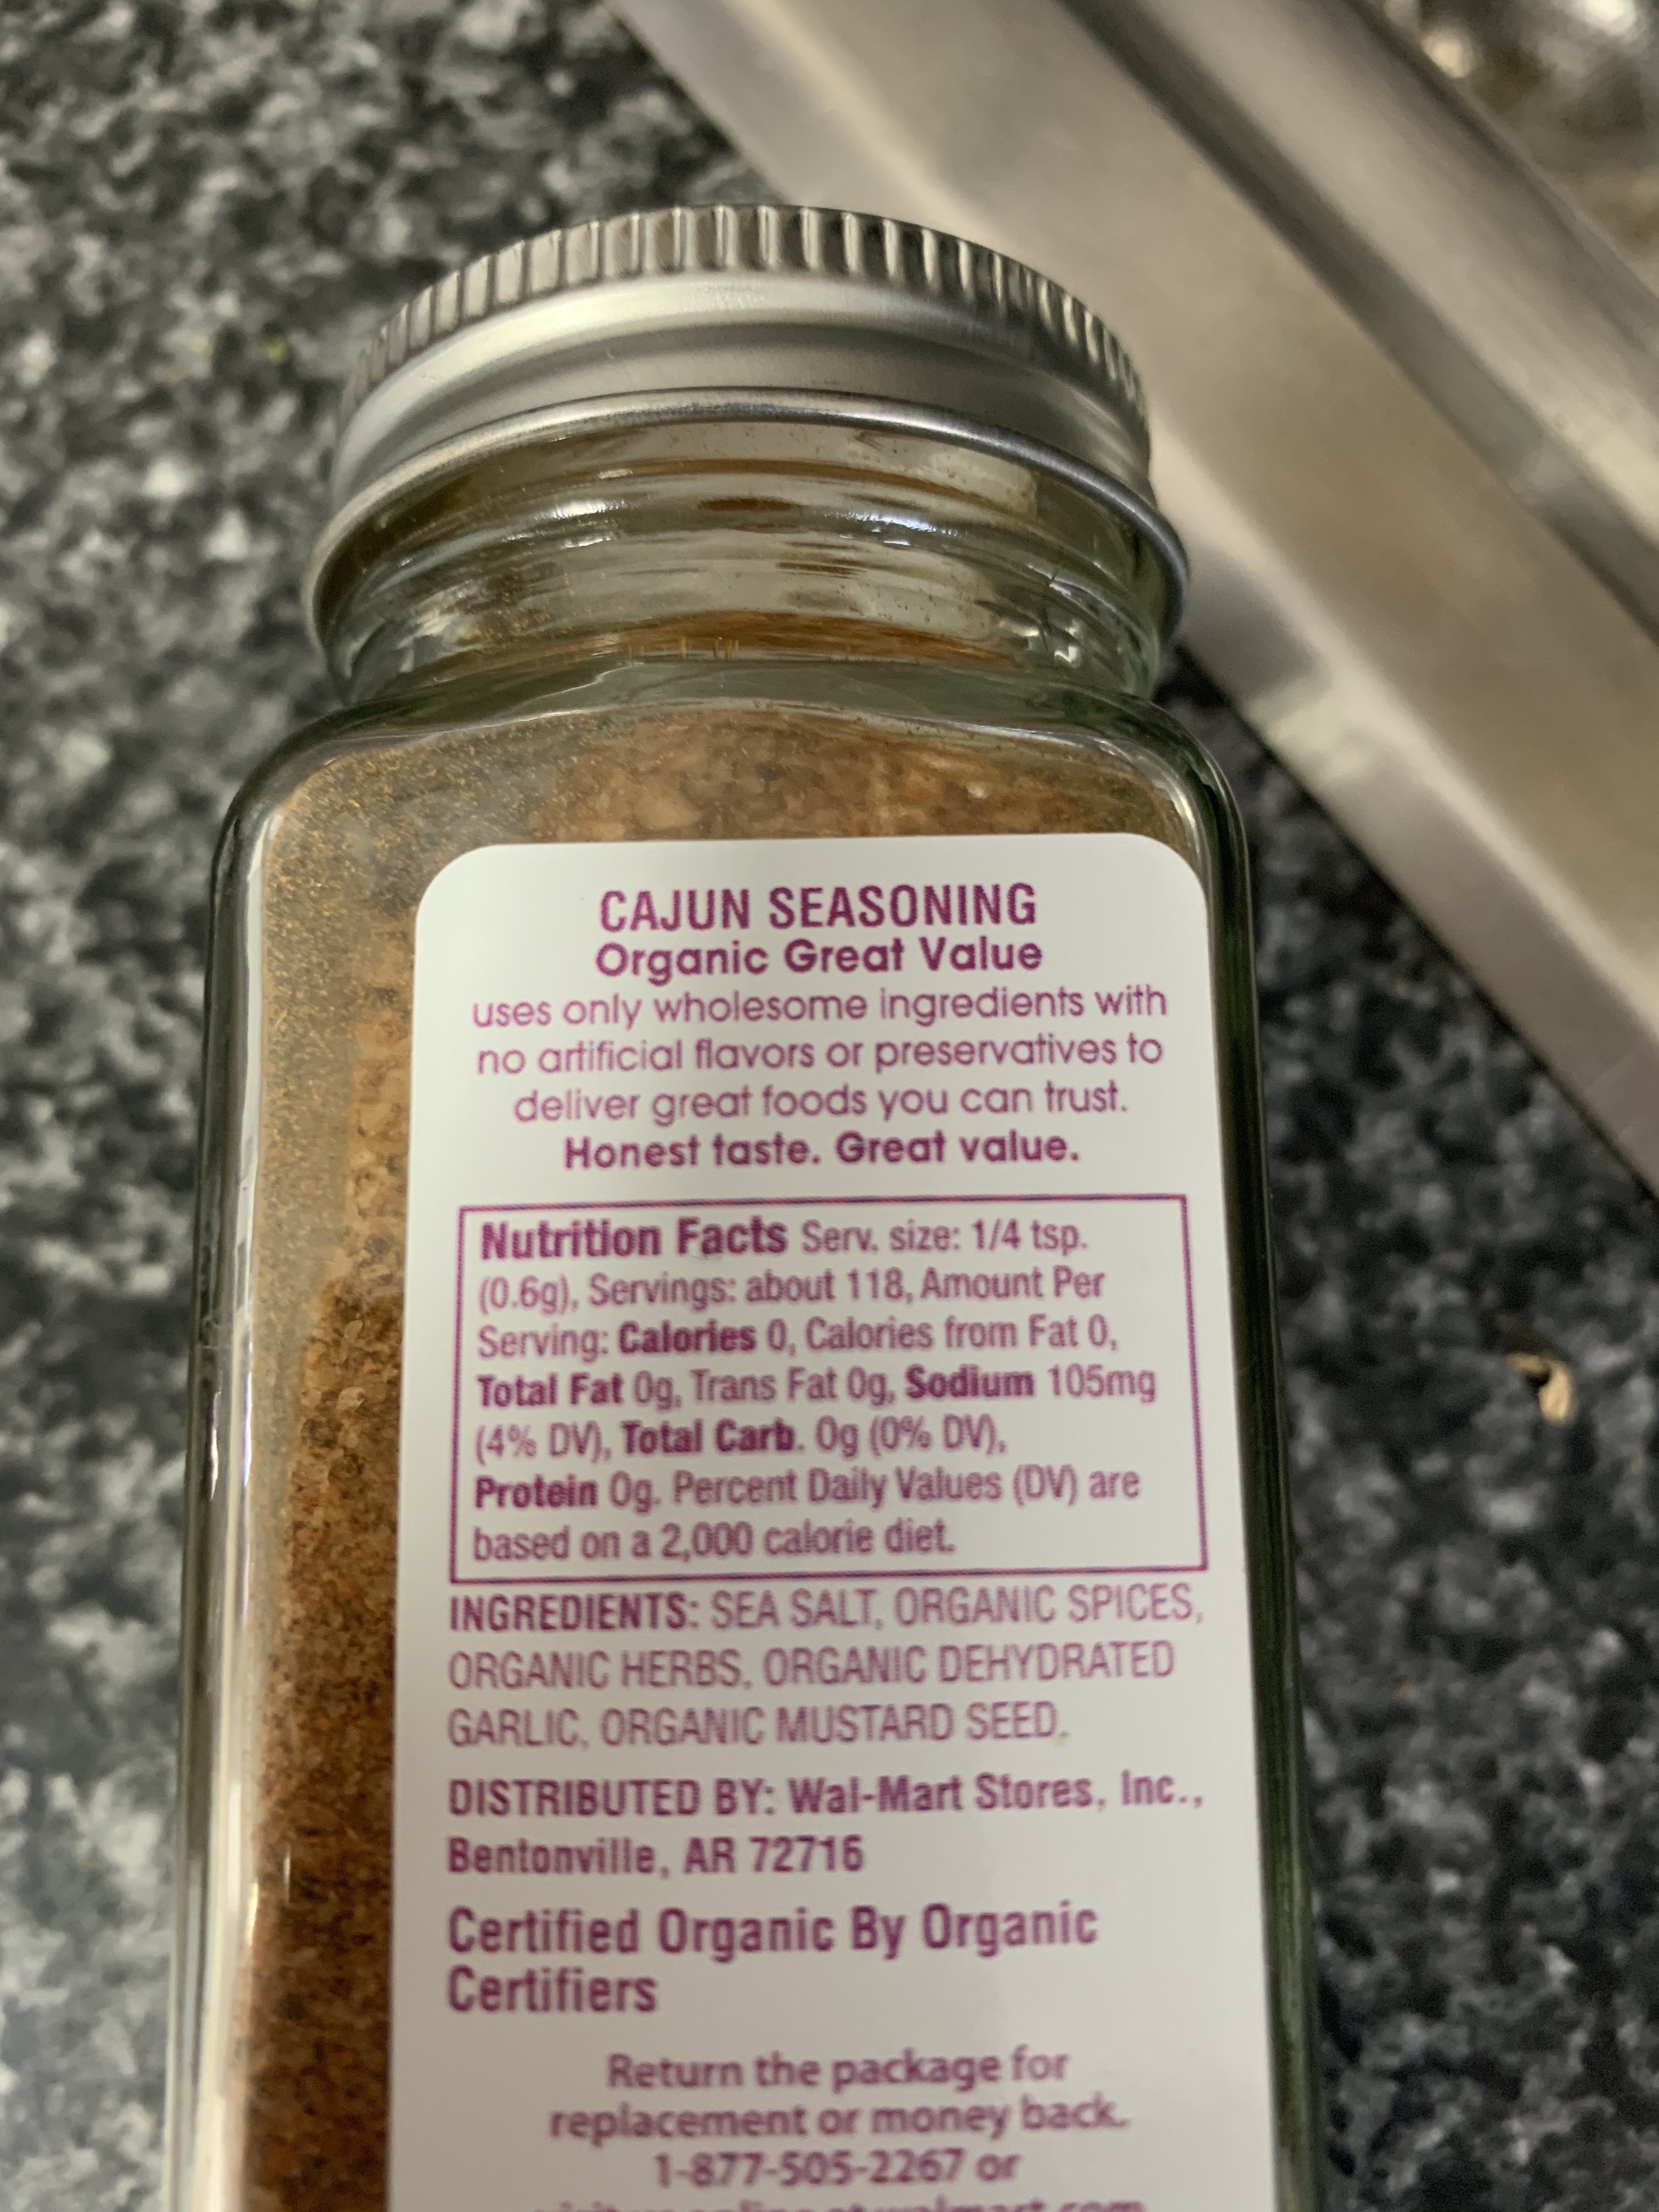 CAJUN SEASONING
Organic Great Value
uses only wholesome ingredients with
no artificial flavors or preservatives to
deliver great foods you can trust.
Honest taste. Great value.
Nutrition Facts Serv. size: 1/4 tsp.
(0.6g), Servings: about 118, Amount Per
Serving: Calories 0, Calories from Fat 0,
Total Fat 0g, Trans Fat 0g, Sodium 105mg
(4% DV), Total Carb. 0g (0% DV),
Protein 0g. Percent Daily Values (DV) are
based on a 2,000 calorie diet.
INGREDIENTS: SEA SALT, ORGANIC SPICES,
ORGANIC HERBS, ORGANIC DEHYDRATED
GARLIC, ORGANIC MUSTARD SEED.
DISTRIBUTED BY: Wal-Mart Stores, Inc.,
Bentonville, AR 72716
Certified Organic By Organic
Certifiers
Return the package for
replacement or money back.
1-877-505-2267 or
visit us online at walmart.com